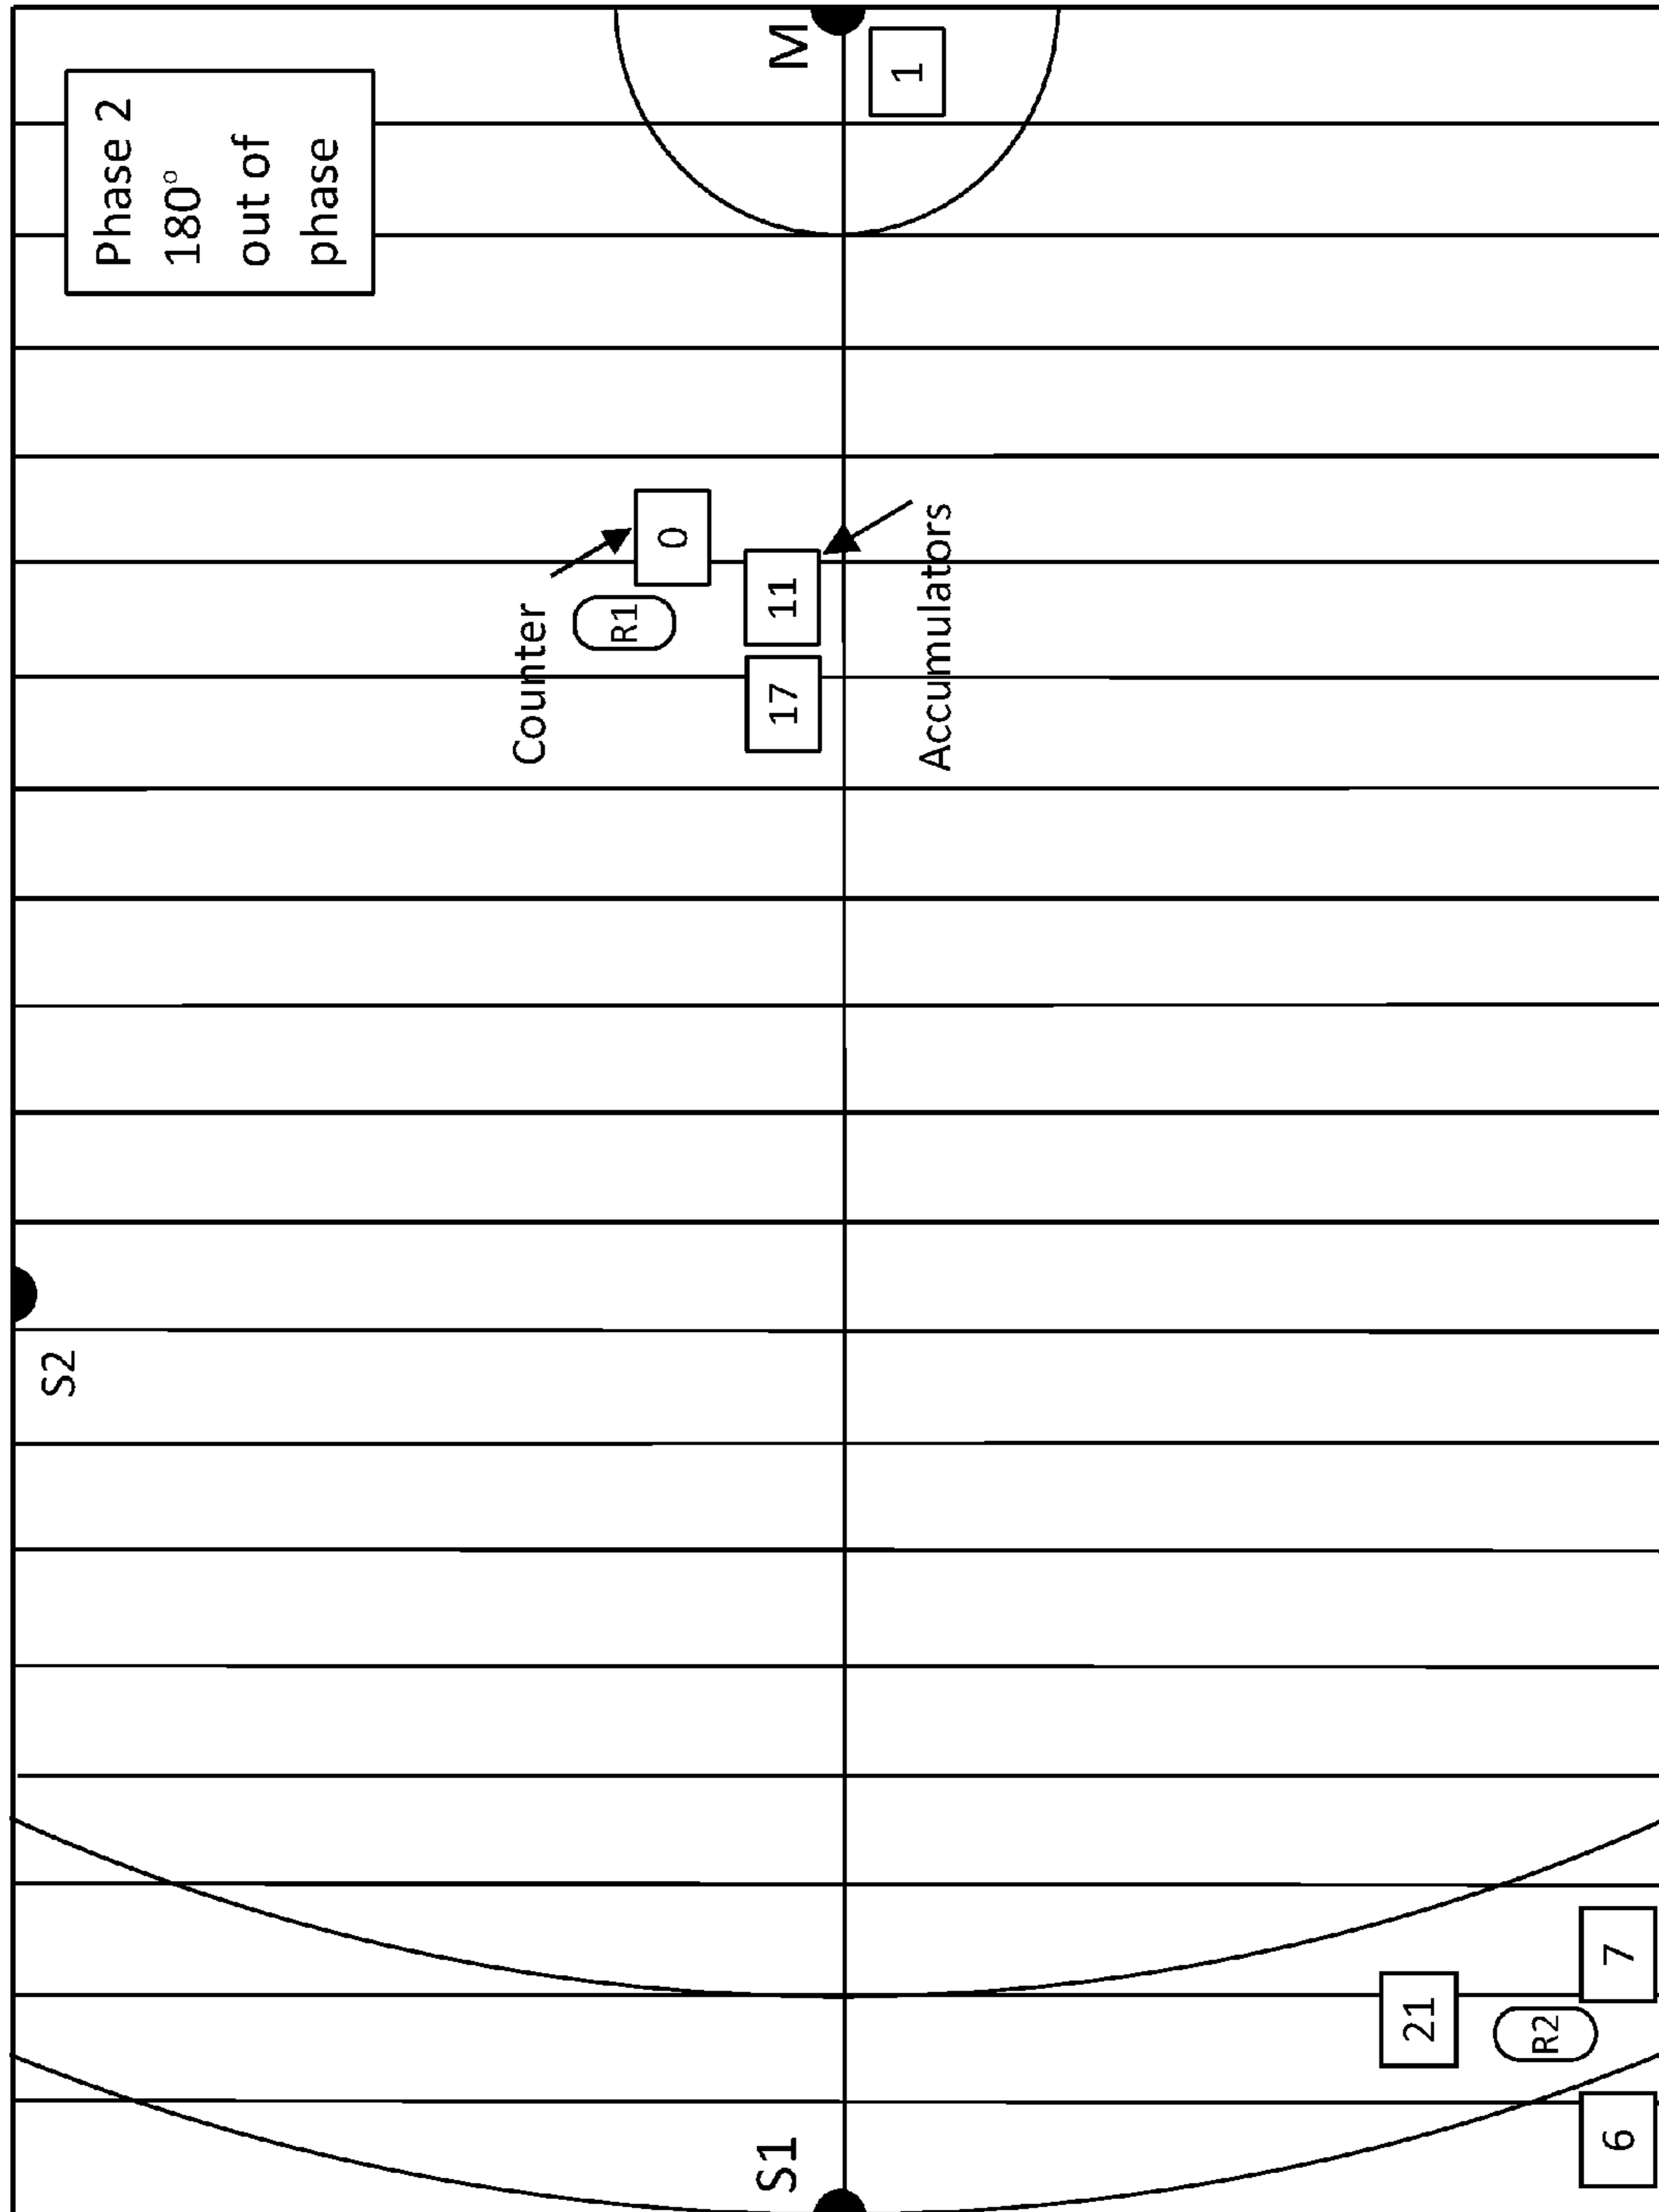 S2
Phase 2
180°
out of
phase
Counter
R1
0
S1
17
11
M
1
Accumulators
21
R2
6
7